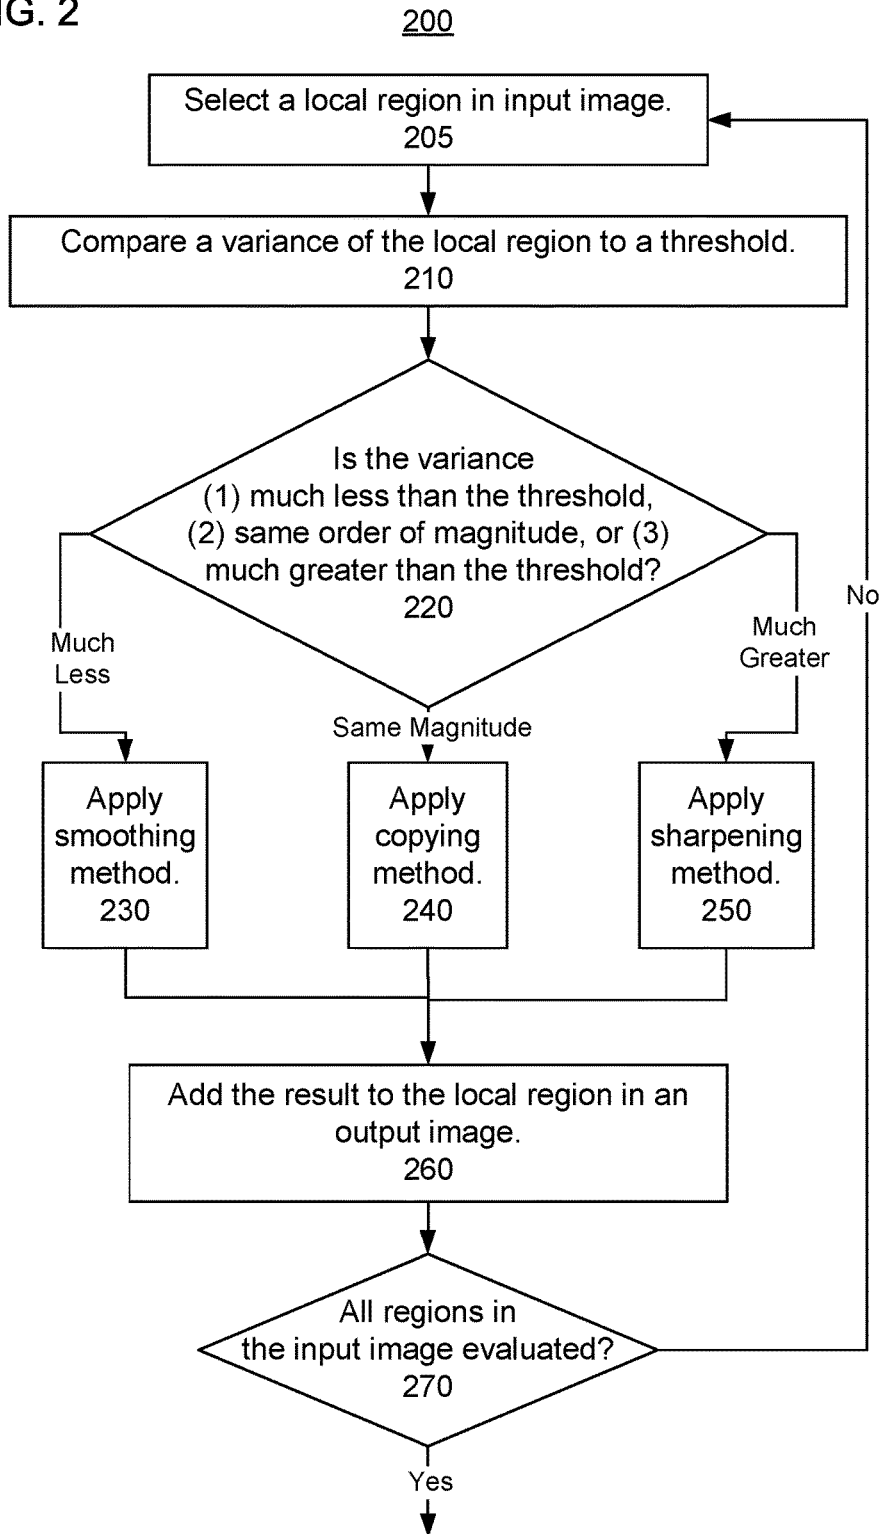 IG. 2
200
Select a local region in input image.
205
Compare a variance of the local region to a threshold.
210
Is the variance
(1) much less than the threshold,
(2) same order of magnitude, or (3)
much greater than the threshold?
220
No
Much
Less
Much
Greater
Same Magnitude
Apply
smoothing
method.
230
Apply
copying
method.
240
Apply
sharpening
method.
250
Add the result to the local region in an
output image.
260
All regions in
the input image evaluated?
270
Yes